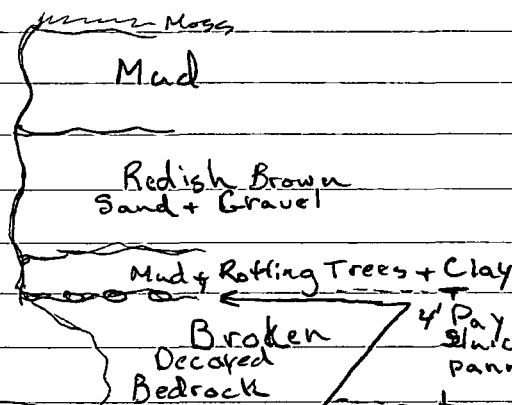 Moss
Mud
Redish Brown
Sand + Gravel
Mud + Rotting Trees + Clay
4' Pay
Broken
Decayed
Bedrock